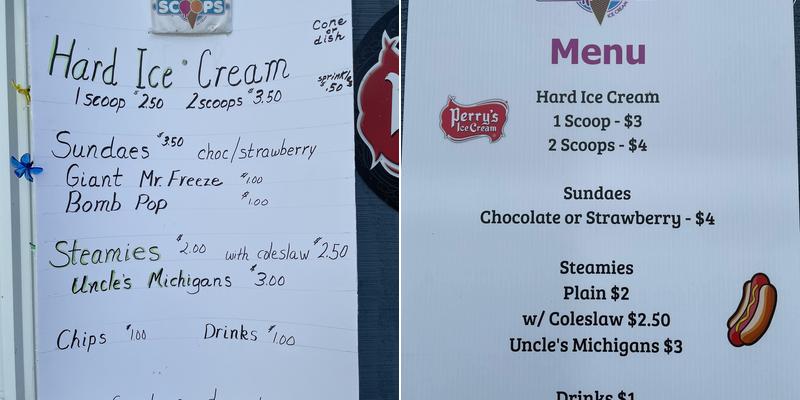 SCOOPS
Cone
or
dish
Hard Ice Cream
sprinkles
.50
1 scoop $2.50 2 scoops $3.50
Sundaes $3.50 choc/strawberry
Giant Mr. Freeze $1.00
Bomb Pop $1.00
Steamies $2.00 with coleslaw $2.50
Uncle's Michigans $3.00
Chips $1.00 Drinks $1.00
ICE CREAM
Menu
Perry's
Ice Cream
Hard Ice Cream
1 Scoop - $3
2 Scoops - $4
Sundaes
Chocolate or Strawberry - $4
Steamies
Plain $2
w/ Coleslaw $2.50
Uncle's Michigans $3
Drinks $1